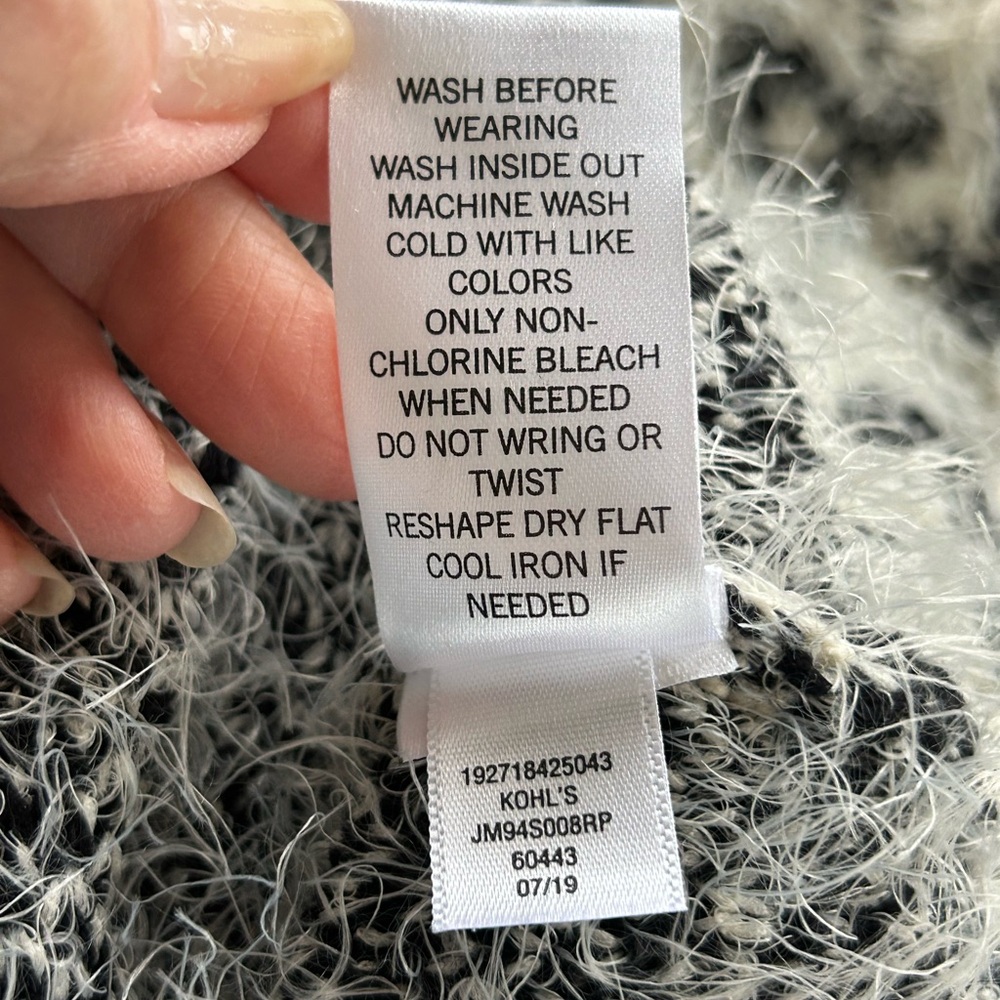 WASH BEFORE
WEARING
WASH INSIDE OUT
MACHINE WASH
COLD WITH LIKE
COLORS
ONLY NON-
CHLORINE BLEACH
WHEN NEEDED
DO NOT WRING OR
TWIST
RESHAPE DRY FLAT
COOL IRON IF
NEEDED
192718425043
KOHL'S
JM94S008RP
60443
07/19